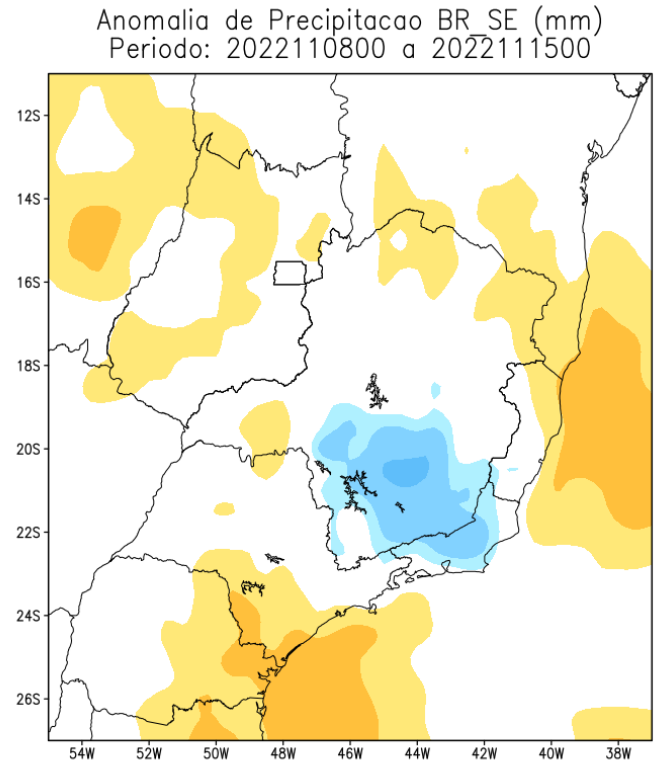 Anomalia de Precipitacao BR_SE (mm)
Periodo: 2022110800 a 2022111500
12S
14S
16S
18S
20S
22S
24S
26S
54W 52W 50W 48W 46W 44W 42W 40W 38W